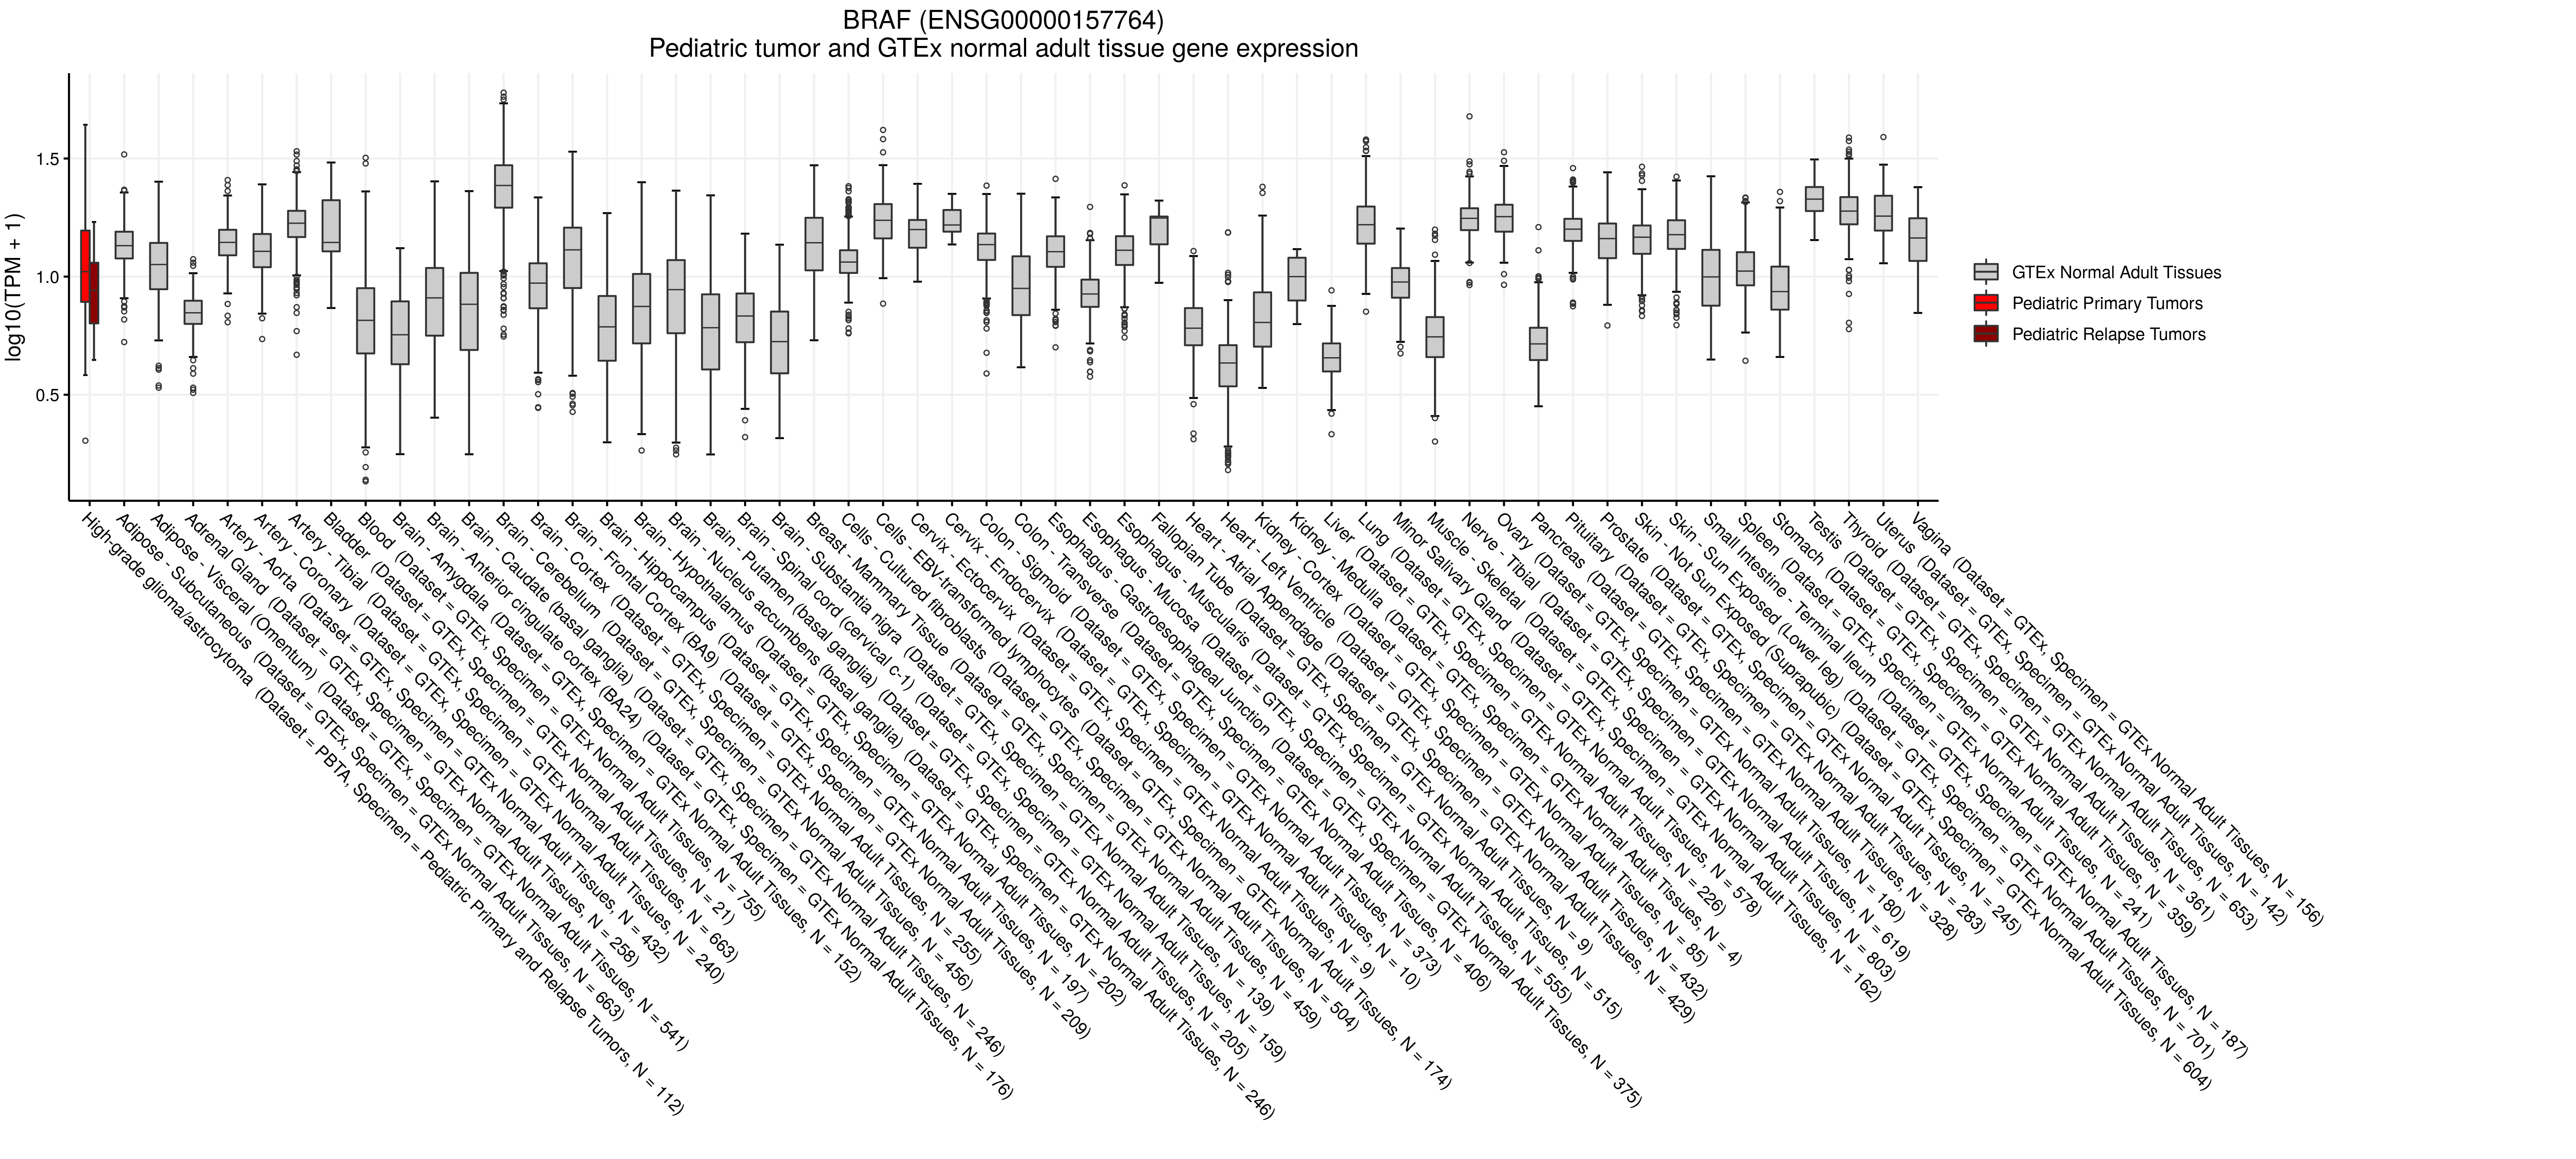 BRAF (ENSG00000157764)
Pediatric tumor and GTEx normal adult tissue gene expression
log10(TPM + 1)
1.5
1.0
0.5
GTEx Normal Adult Tissues
Pediatric Primary Tumors
Pediatric Relapse Tumors
High-grade glioma/astrocytoma (Dataset = PBTA, Specimen = Pediatric Primary and Relapse Tumors, N = 112)
Adipose - Subcutaneous (Dataset = GTEx, Specimen = GTEx Normal Adult Tissues, N = 663)
Adipose - Visceral (Omentum) (Dataset = GTEx, Specimen = GTEx Normal Adult Tissues, N = 541)
Adrenal Gland (Dataset = GTEx, Specimen = GTEx Normal Adult Tissues, N = 258)
Artery - Aorta (Dataset = GTEx, Specimen = GTEx Normal Adult Tissues, N = 432)
Artery - Coronary (Dataset = GTEx, Specimen = GTEx Normal Adult Tissues, N = 240)
Artery - Tibial (Dataset = GTEx, Specimen = GTEx Normal Adult Tissues, N = 663)
Bladder (Dataset = GTEx, Specimen = GTEx Normal Adult Tissues, N = 21)
Blood (Dataset = GTEx, Specimen = GTEx Normal Adult Tissues, N = 755)
Brain - Amygdala (Dataset = GTEx, Specimen = GTEx Normal Adult Tissues, N = 152)
Brain - Anterior cingulate cortex (BA24) (Dataset = GTEx, Specimen = GTEx Normal Adult Tissues, N = 176)
Brain - Caudate (basal ganglia) (Dataset = GTEx, Specimen = GTEx Normal Adult Tissues, N = 246)
Brain - Cerebellum (Dataset = GTEx, Specimen = GTEx Normal Adult Tissues, N = 456)
Brain - Cortex (Dataset = GTEx, Specimen = GTEx Normal Adult Tissues, N = 255)
Brain - Frontal Cortex (BA9) (Dataset = GTEx, Specimen = GTEx Normal Adult Tissues, N = 209)
Brain - Hippocampus (Dataset = GTEx, Specimen = GTEx Normal Adult Tissues, N = 197)
Brain - Hypothalamus (Dataset = GTEx, Specimen = GTEx Normal Adult Tissues, N = 202)
Brain - Nucleus accumbens (basal ganglia) (Dataset = GTEx, Specimen = GTEx Normal Adult Tissues, N = 246)
Brain - Putamen (basal ganglia) (Dataset = GTEx, Specimen = GTEx Normal Adult Tissues, N = 205)
Brain - Spinal cord (cervical c-1) (Dataset = GTEx, Specimen = GTEx Normal Adult Tissues, N = 159)
Brain - Substantia nigra (Dataset = GTEx, Specimen = GTEx Normal Adult Tissues, N = 139)
Breast - Mammary Tissue (Dataset = GTEx, Specimen = GTEx Normal Adult Tissues, N = 459)
Cells - Cultured fibroblasts (Dataset = GTEx, Specimen = GTEx Normal Adult Tissues, N = 504)
Cells - EBV-transformed lymphocytes (Dataset = GTEx, Specimen = GTEx Normal Adult Tissues, N = 174)
Cervix - Ectocervix (Dataset = GTEx, Specimen = GTEx Normal Adult Tissues, N = 9)
Cervix - Endocervix (Dataset = GTEx, Specimen = GTEx Normal Adult Tissues, N = 10)
Colon - Sigmoid (Dataset = GTEx, Specimen = GTEx Normal Adult Tissues, N = 373)
Colon - Transverse (Dataset = GTEx, Specimen = GTEx Normal Adult Tissues, N = 406)
Esophagus - Gastroesophageal Junction (Dataset = GTEx, Specimen = GTEx Normal Adult Tissues, N = 375)
Esophagus - Mucosa (Dataset = GTEx, Specimen = GTEx Normal Adult Tissues, N = 555)
Esophagus - Muscularis (Dataset = GTEx, Specimen = GTEx Normal Adult Tissues, N = 515)
Fallopian Tube (Dataset = GTEx, Specimen = GTEx Normal Adult Tissues, N = 9)
Heart - Atrial Appendage (Dataset = GTEx, Specimen = GTEx Normal Adult Tissues, N = 429)
Heart - Left Ventricle (Dataset = GTEx, Specimen = GTEx Normal Adult Tissues, N = 432)
Kidney - Cortex (Dataset = GTEx, Specimen = GTEx Normal Adult Tissues, N = 85)
Kidney - Medulla (Dataset = GTEx, Specimen = GTEx Normal Adult Tissues, N = 4)
Liver (Dataset = GTEx, Specimen = GTEx Normal Adult Tissues, N = 226)
Lung (Dataset = GTEx, Specimen = GTEx Normal Adult Tissues, N = 578)
Minor Salivary Gland (Dataset = GTEx, Specimen = GTEx Normal Adult Tissues, N = 162)
Muscle - Skeletal (Dataset = GTEx, Specimen = GTEx Normal Adult Tissues, N = 803)
Nerve - Tibial (Dataset = GTEx, Specimen = GTEx Normal Adult Tissues, N = 619)
Ovary (Dataset = GTEx, Specimen = GTEx Normal Adult Tissues, N = 180)
Pancreas (Dataset = GTEx, Specimen = GTEx Normal Adult Tissues, N = 328)
Pituitary (Dataset = GTEx, Specimen = GTEx Normal Adult Tissues, N = 283)
Prostate (Dataset = GTEx, Specimen = GTEx Normal Adult Tissues, N = 245)
Skin - Not Sun Exposed (Suprapubic) (Dataset = GTEx, Specimen = GTEx Normal Adult Tissues, N = 604)
Skin - Sun Exposed (Lower leg) (Dataset = GTEx, Specimen = GTEx Normal Adult Tissues, N = 701)
Small Intestine - Terminal Ileum (Dataset = GTEx, Specimen = GTEx Normal Adult Tissues, N = 187)
Spleen (Dataset = GTEx, Specimen = GTEx Normal Adult Tissues, N = 241)
Stomach (Dataset = GTEx, Specimen = GTEx Normal Adult Tissues, N = 359)
Testis (Dataset = GTEx, Specimen = GTEx Normal Adult Tissues, N = 361)
Thyroid (Dataset = GTEx, Specimen = GTEx Normal Adult Tissues, N = 653)
Uterus (Dataset = GTEx, Specimen = GTEx Normal Adult Tissues, N = 142)
Vagina (Dataset = GTEx, Specimen = GTEx Normal Adult Tissues, N = 156)